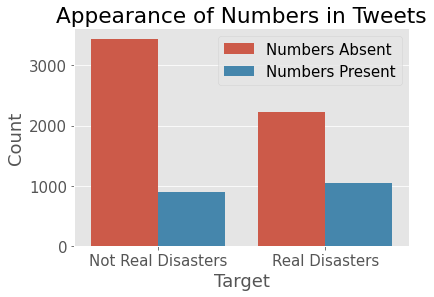 Appearance of Numbers in Tweets
Numbers Absent
Numbers Present
3000
2000
1000
0
Count
Not Real Disasters
Real Disasters
Target